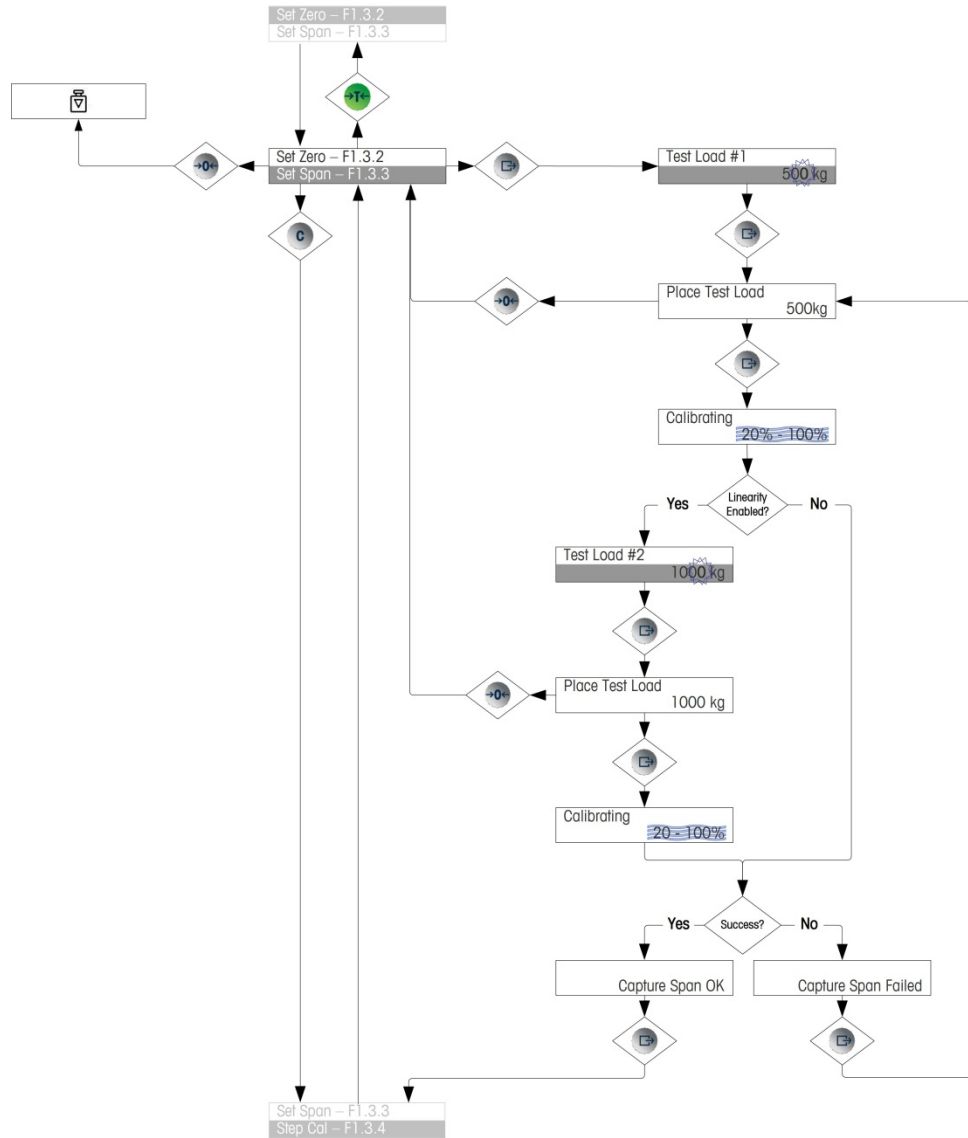 Set Zero – F1.3.2
Set Span – F1.3.3
→T←
→0←
Set Zero – F1.3.2
Set Span – F1.3.3
Test Load #1
500 kg
C
→0←
Place Test Load
500kg
Calibrating
20% - 100%
Yes
Linearity
Enabled?
No
Test Load #2
1000 kg
→0←
Place Test Load
1000 kg
Calibrating
20 - 100%
Yes
Success?
No
Capture Span OK
Capture Span Failed
Set Span – F1.3.3
Step Cal – F1.3.4